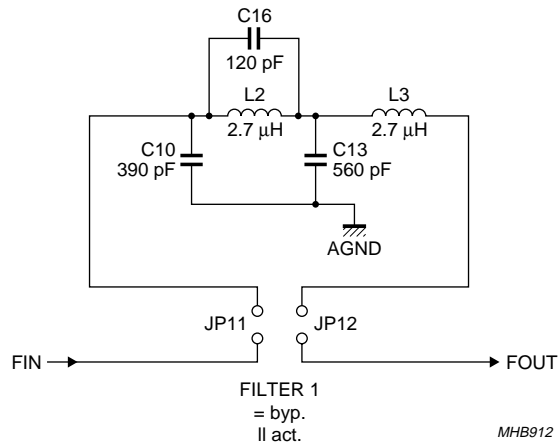 C16
120 pF
L2
2.7 μH
L3
2.7 μH
C10
390 pF
C13
560 pF
AGND
JP11
JP12
FIN
FOUT
FILTER 1
= byp.
II act.
MHB912